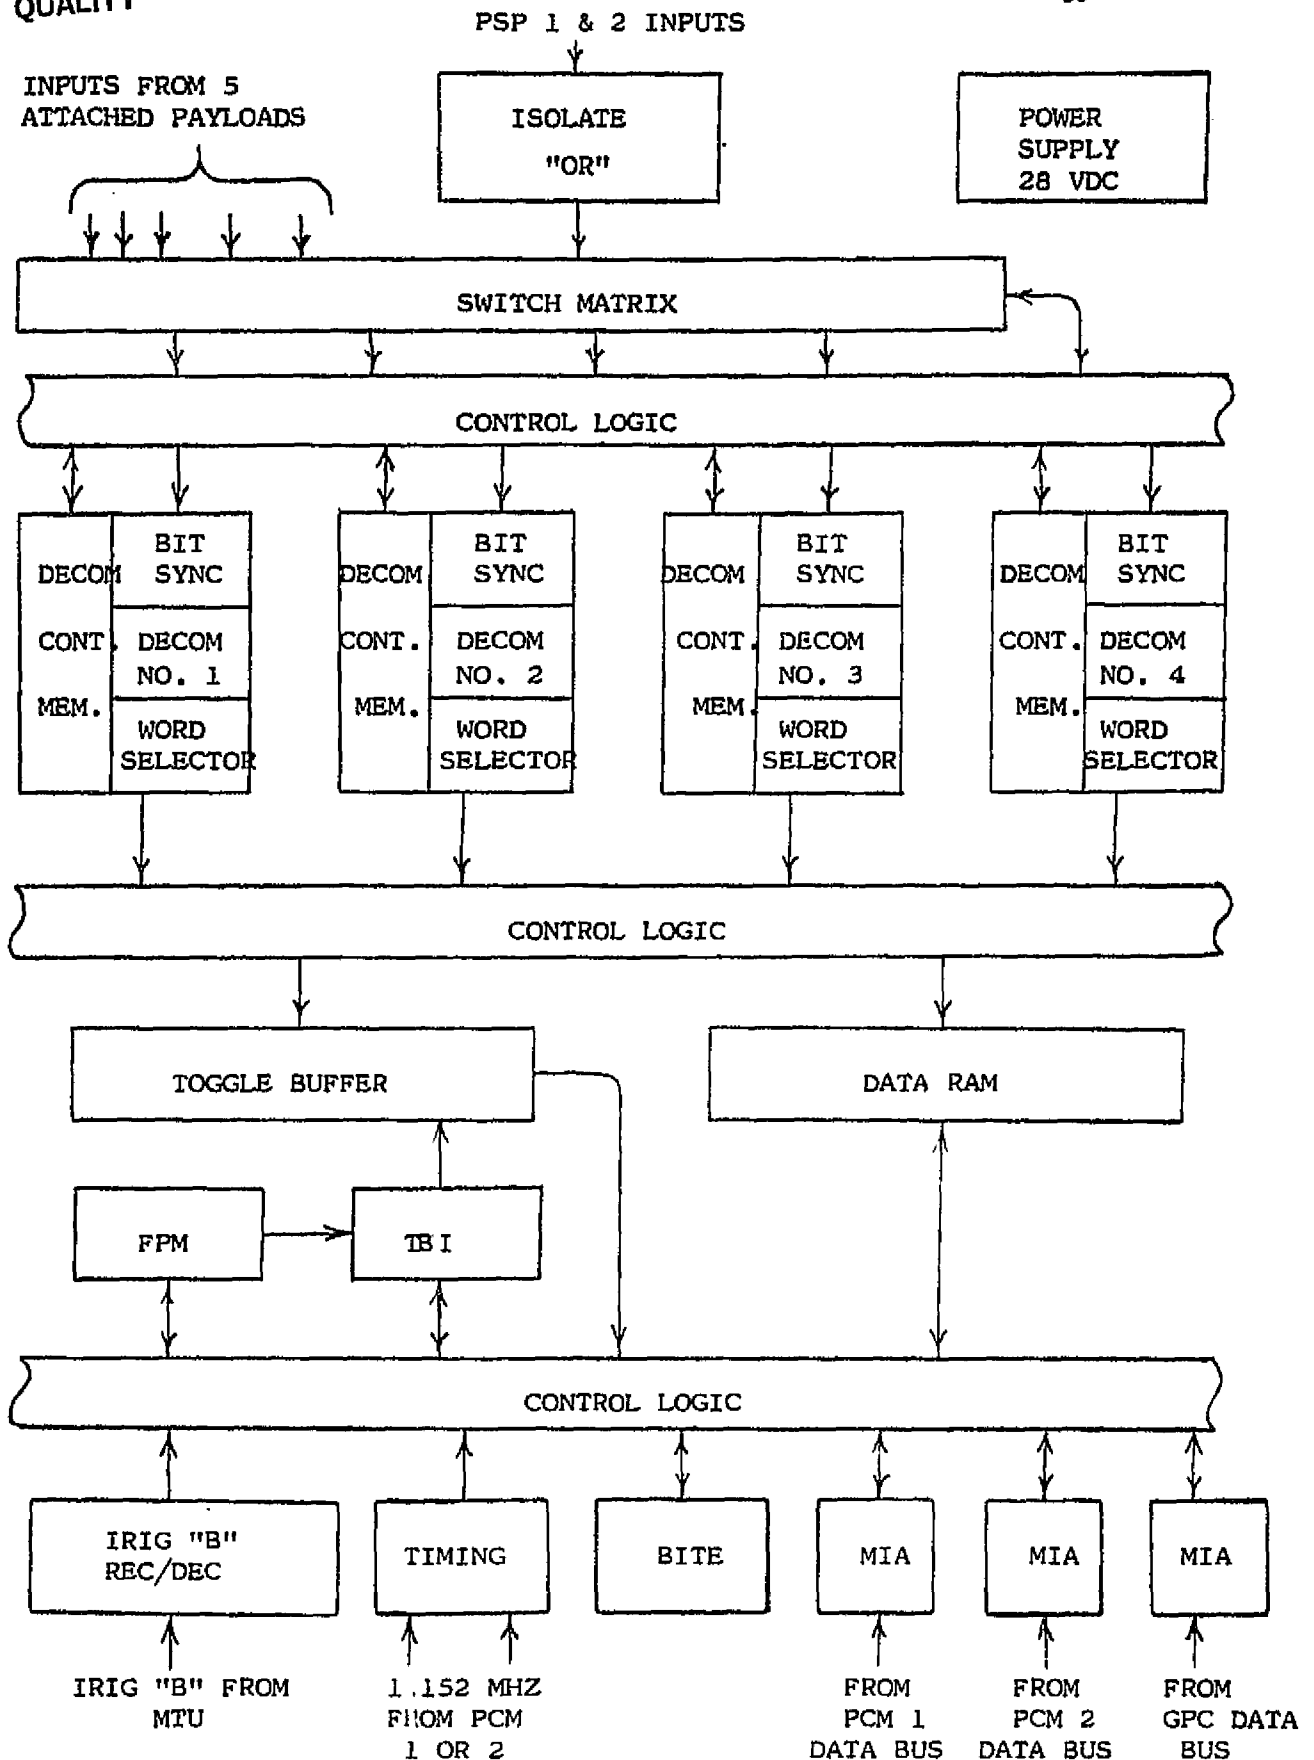 QUALITY
PSP 1 & 2 INPUTS
INPUTS FROM 5
ATTACHED PAYLOADS
ISOLATE
"OR"
POWER
SUPPLY
28 VDC
SWITCH MATRIX
CONTROL LOGIC
DECOM
CONT.
MEM.
BIT
SYNC
DECOM
NO. 1
WORD
SELECTOR
DECOM
CONT.
MEM.
BIT
SYNC
DECOM
NO. 2
WORD
SELECTOR
DECOM
CONT.
MEM.
BIT
SYNC
DECOM
NO. 3
WORD
SELECTOR
DECOM
CONT.
MEM.
BIT
SYNC
DECOM
NO. 4
WORD
SELECTOR
CONTROL LOGIC
TOGGLE BUFFER
DATA RAM
FPM
TBI
CONTROL LOGIC
IRIG "B"
REC/DEC
TIMING
BITE
MIA
MIA
MIA
IRIG "B" FROM
MTU
1.152 MHZ
FROM PCM
1 OR 2
FROM
PCM 1
DATA BUS
FROM
PCM 2
DATA BUS
FROM
GPC DATA
BUS